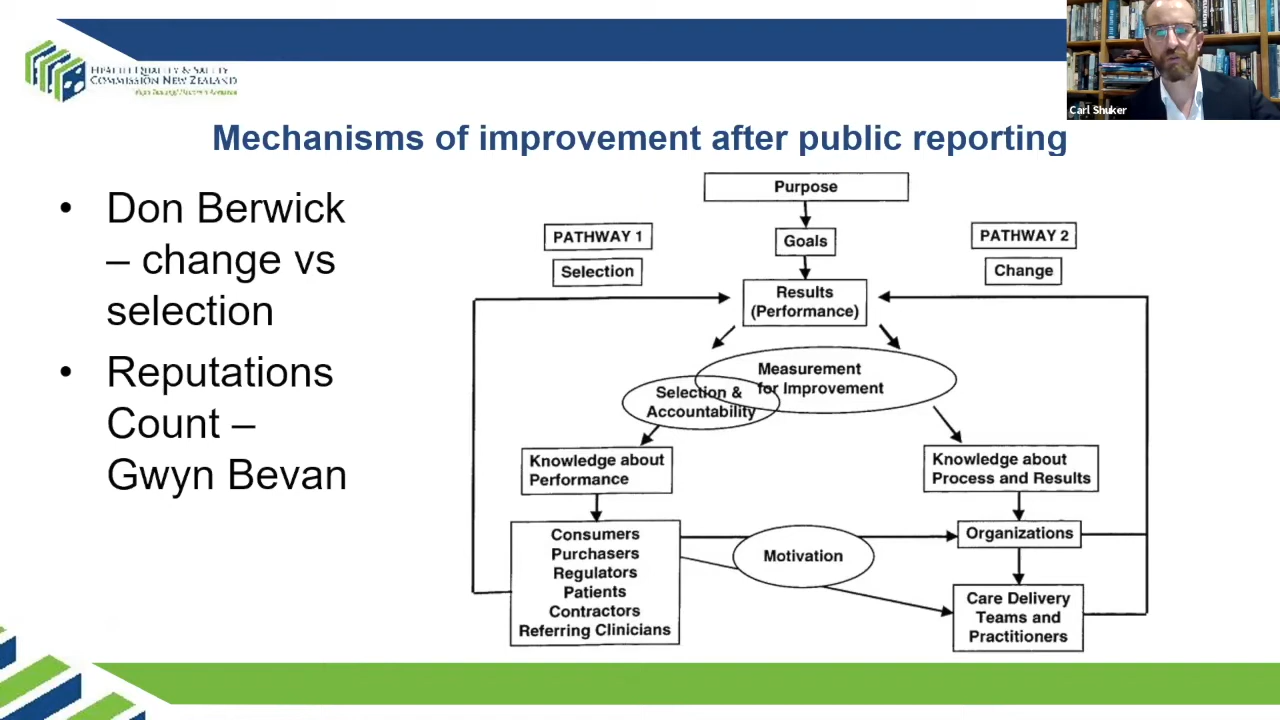 HEALTH QUALITY & SAFETY
COMMISSION NEW ZEALAND
Carl Shuker
Mechanisms of improvement after public reporting
• Don Berwick
– change vs
selection
• Reputations
Count –
Gwyn Bevan
Purpose
PATHWAY 1
Goals
PATHWAY 2
Selection
Change
Results
(Performance)
Measurement
for Improvement
Selection &
Accountability
Knowledge about
Performance
Knowledge about
Process and Results
Consumers
Purchasers
Regulators
Patients
Contractors
Referring Clinicians
Motivation
Organizations
Care Delivery
Teams and
Practitioners